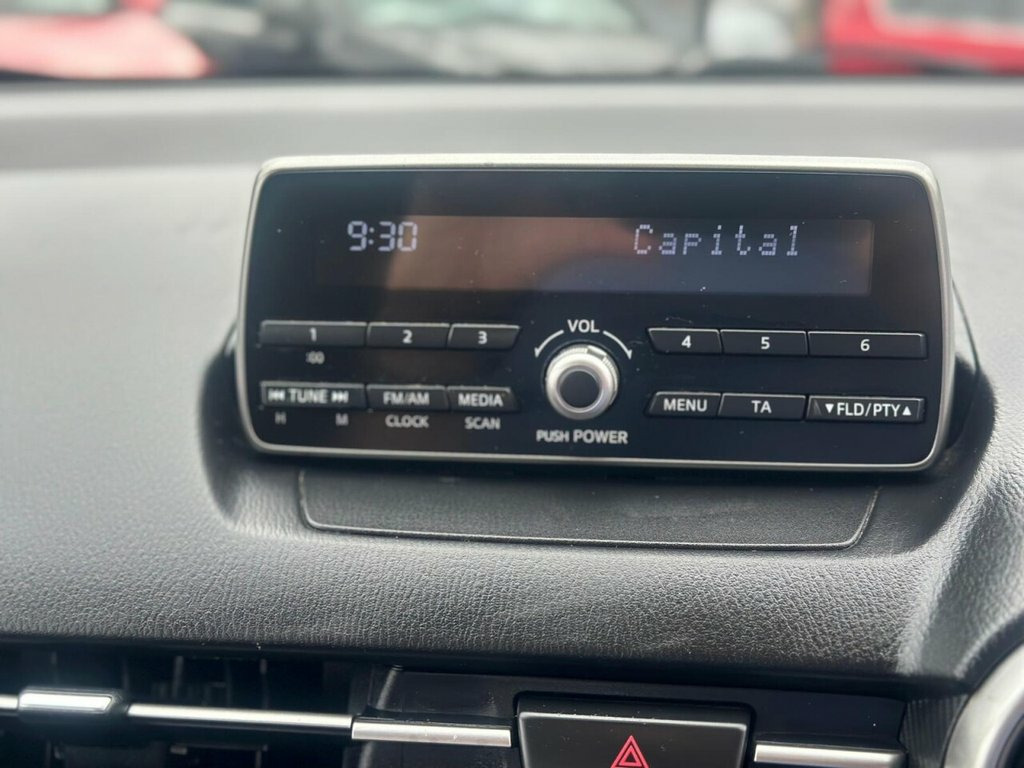 9:30 Capital
VOL
1 2 3 4 5 6
:00
⏮ TUNE ⏭ FM/AM MEDIA MENU TA ▼FLD/PTY▲
H M CLOCK SCAN
PUSH POWER